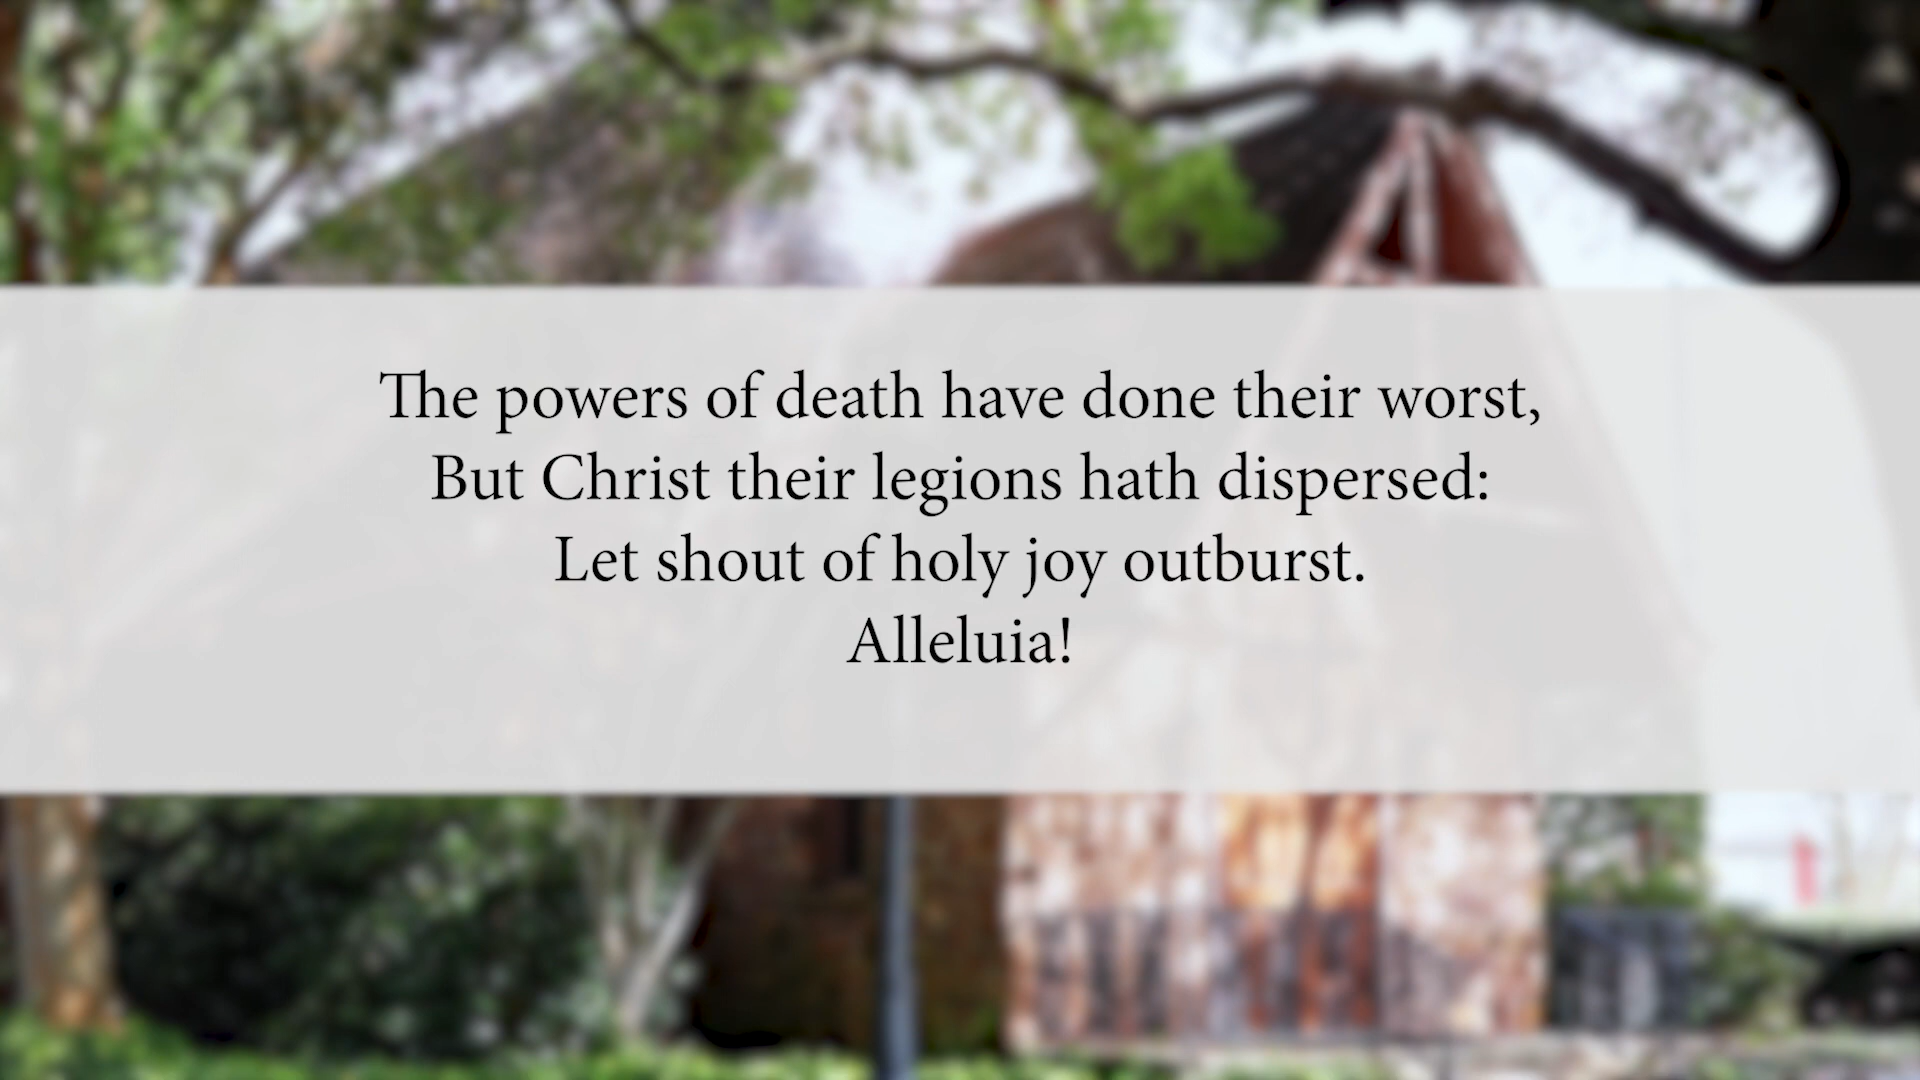 The powers of death have done their worst,
But Christ their legions hath dispersed:
Let shout of holy joy outburst.
Alleluia!